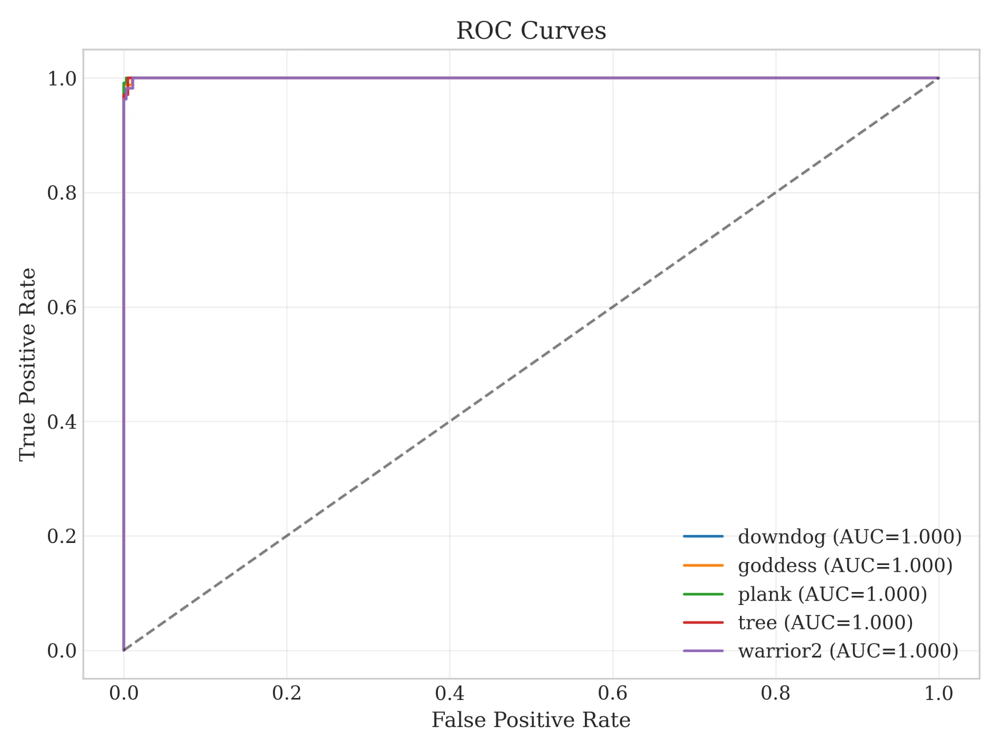 ROC Curves
True Positive Rate
1.0
0.8
0.6
0.4
0.2
0.0
downdog (AUC=1.000)
goddess (AUC=1.000)
plank (AUC=1.000)
tree (AUC=1.000)
warrior2 (AUC=1.000)
0.0 0.2 0.4 0.6 0.8 1.0
False Positive Rate